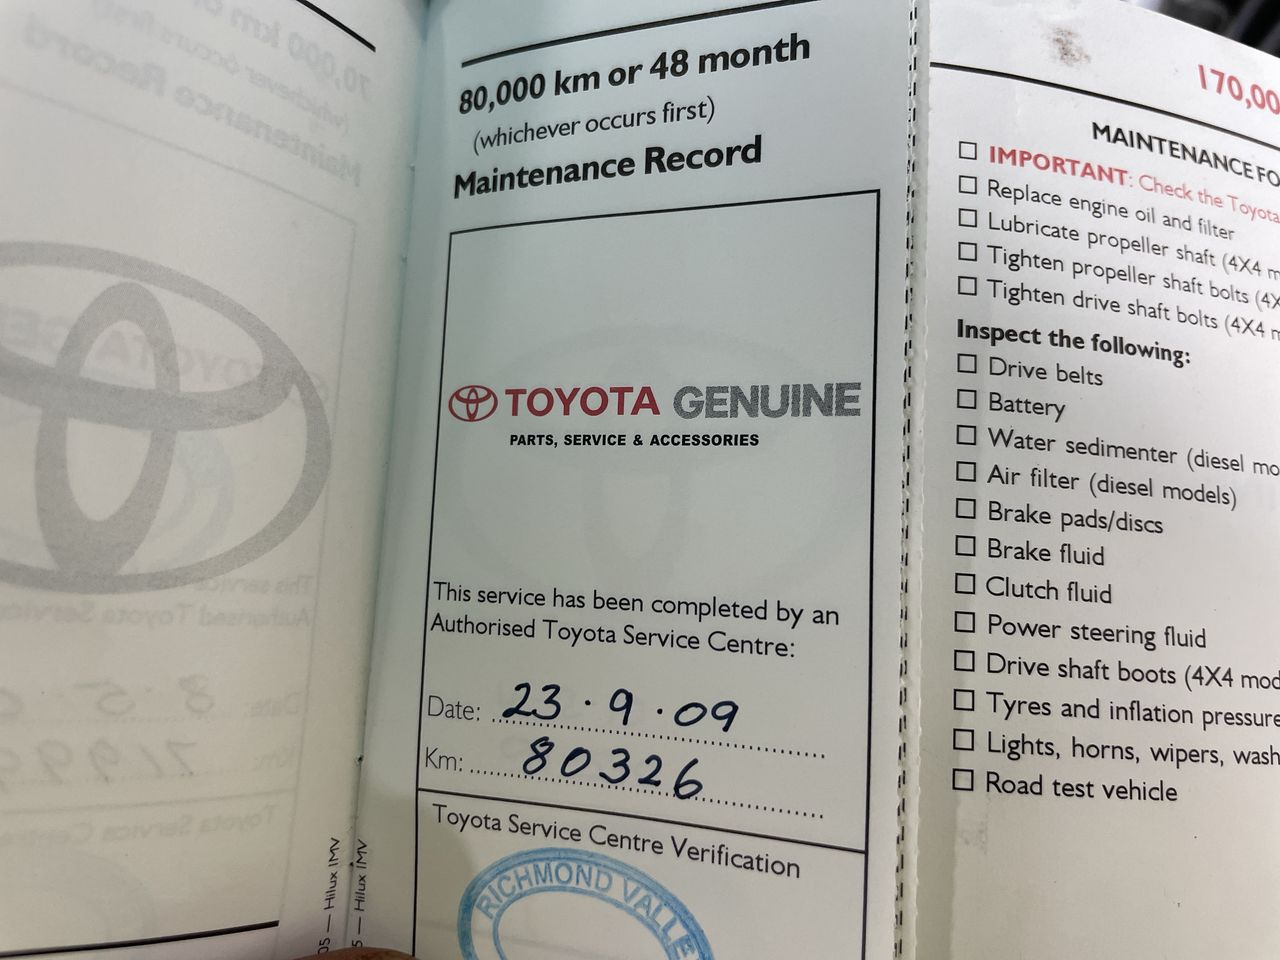 80,000 km or 48 month
(whichever occurs first)
Maintenance Record
TOYOTA GENUINE
PARTS, SERVICE & ACCESSORIES
This service has been completed by an
Authorised Toyota Service Centre:
Date: 23.9.09
Km: 80326
Toyota Service Centre Verification
RICHMOND VALLE
Hilux IMV
5 — Hilux IMV
170,00
MAINTENANCE FO
IMPORTANT: Check the Toyota
Replace engine oil and filter
Lubricate propeller shaft (4X4 m
Tighten propeller shaft bolts (4X
Tighten drive shaft bolts (4X4 m
Inspect the following:
Drive belts
Battery
Water sedimenter (diesel mo
Air filter (diesel models)
Brake pads/discs
Brake fluid
Clutch fluid
Power steering fluid
Drive shaft boots (4X4 mod
Tyres and inflation pressure
Lights, horns, wipers, wash
Road test vehicle